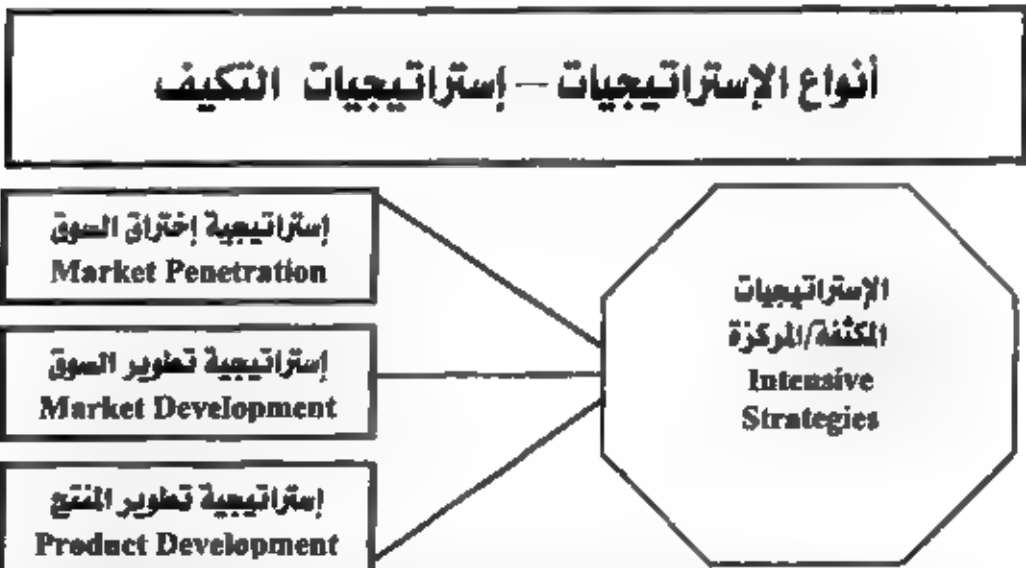 أنواع الإستراتيجيات – إستراتيجيات التكيف
الإستراتيجيات
المكثفة/المركزة
Intensive
Strategies
إستراتيجية إختراق السوق
Market Penetration
إستراتيجية تطوير السوق
Market Development
إستراتيجية تطوير المنتج
Product Development